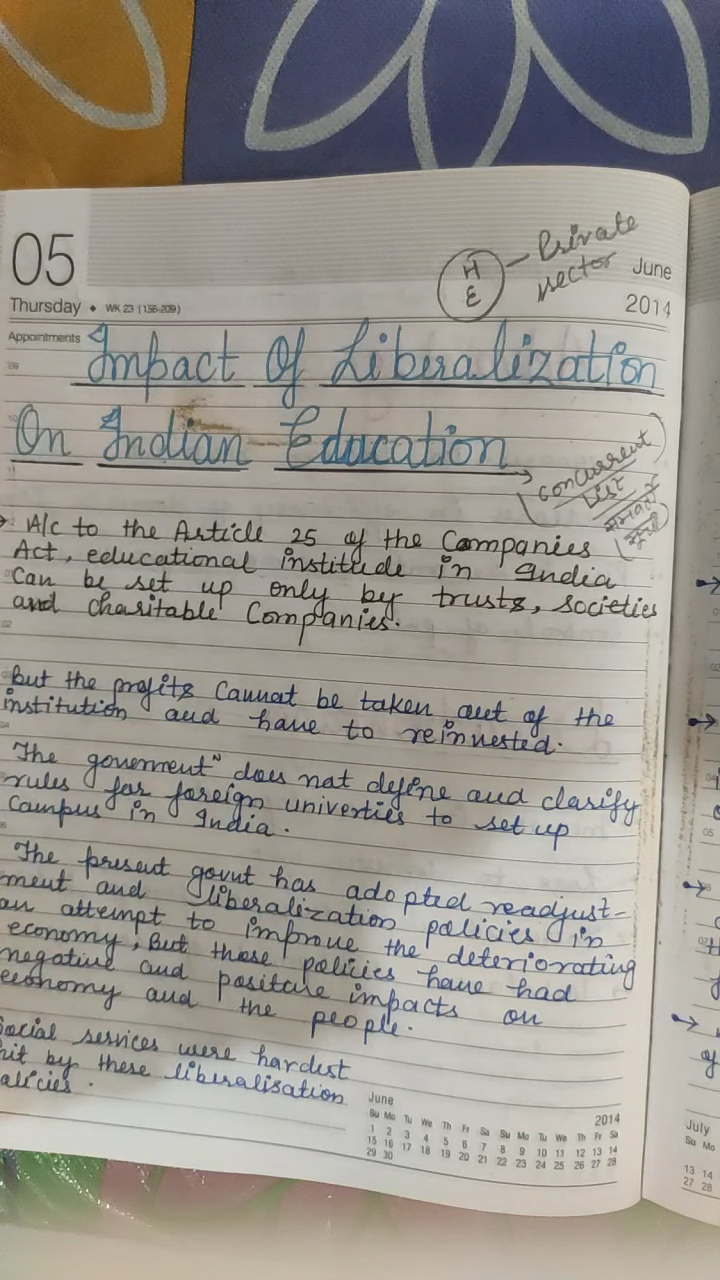 05
Thursday • WK 23 (156-209)
H
E
– Private
sector
June
2014
Appointments
Impact Of Liberalization
On Indian Education
Concurrent
List
समवर्ती
सूची
→ A/c to the Article 25 of the Companies
Act, educational institude in India
Can be set up only by trusts, societies
and charitable Companies.
But the profits Cannot be taken out of the
institution and have to reinvested.
The government" does not define and clarify
rules for foreign univerties to set up
Campus in India.
The present govnt has adopted readjust-
ment and liberalization policies in
an attempt to improve the deteriorating
economy, But these policies have had
negative and positive impacts on
economy and the people.
Social services were hardest
hit by these liberalisation
policies.
June 2014
Su Mo Tu We Th Fr Sa Su Mo Tu We Th Fr Sa
1 2 3 4 5 6 7 8 9 10 11 12 13 14
15 16 17 18 19 20 21 22 23 24 25 26 27 28
29 30
July
Su Mo
13 14
27 28